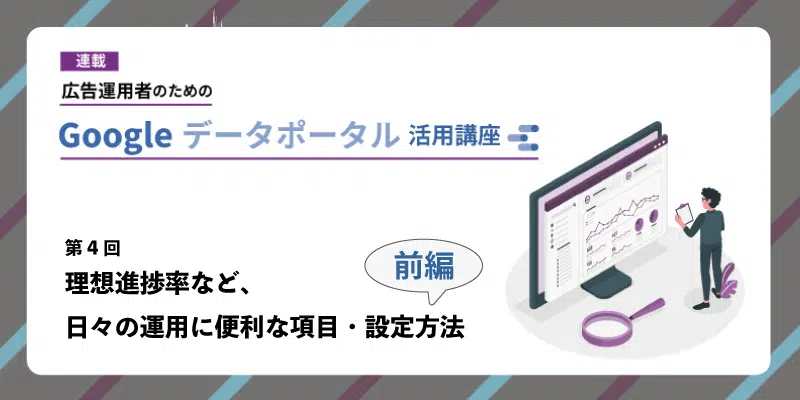 連載
広告運用者のための
Google データポータル 活用講座
第4回
前編
理想進捗率など、
日々の運用に便利な項目・設定方法